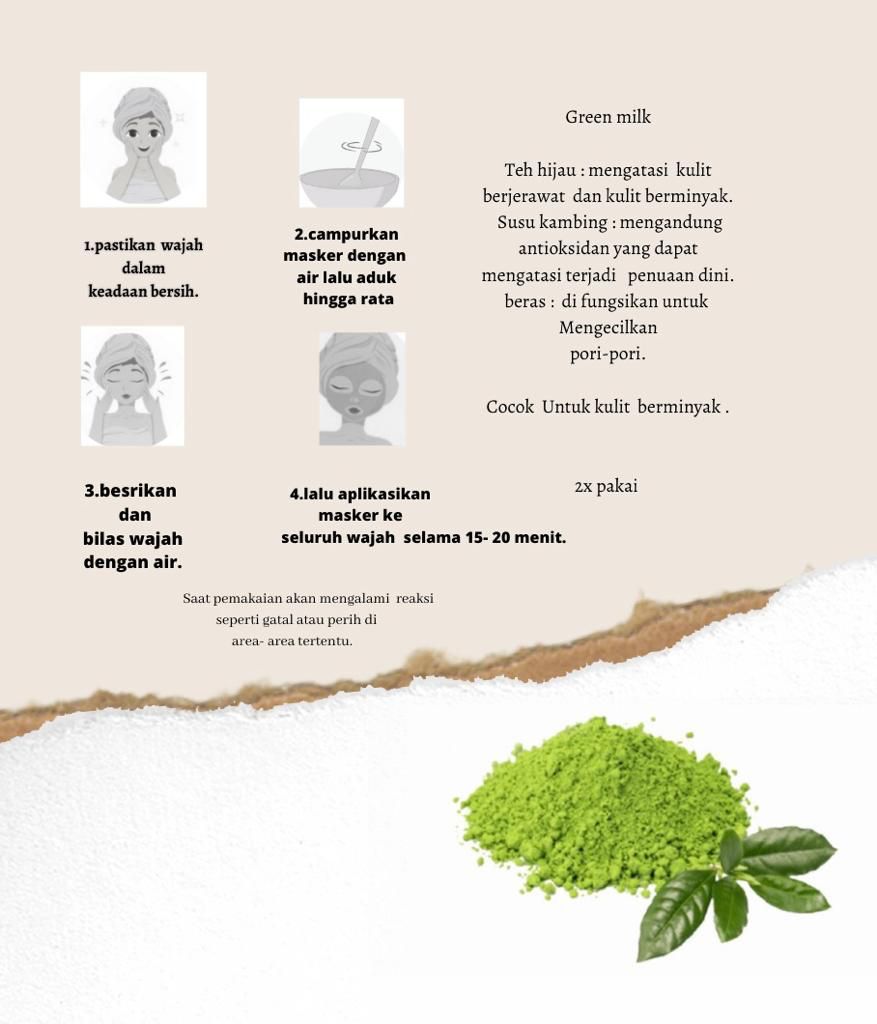 1.pastikan wajah
dalam
keadaan bersih.
2.campurkan
masker dengan
air lalu aduk
hingga rata
3.besrikan
dan
bilas wajah
dengan air.
4.lalu aplikasikan
masker ke
seluruh wajah selama 15- 20 menit.
Saat pemakaian akan mengalami reaksi
seperti gatal atau perih di
area- area tertentu.
Green milk
Teh hijau : mengatasi kulit
berjerawat dan kulit berminyak.
Susu kambing : mengandung
antioksidan yang dapat
mengatasi terjadi penuaan dini.
beras : di fungsikan untuk
Mengecilkan
pori-pori.
Cocok Untuk kulit berminyak .
2x pakai